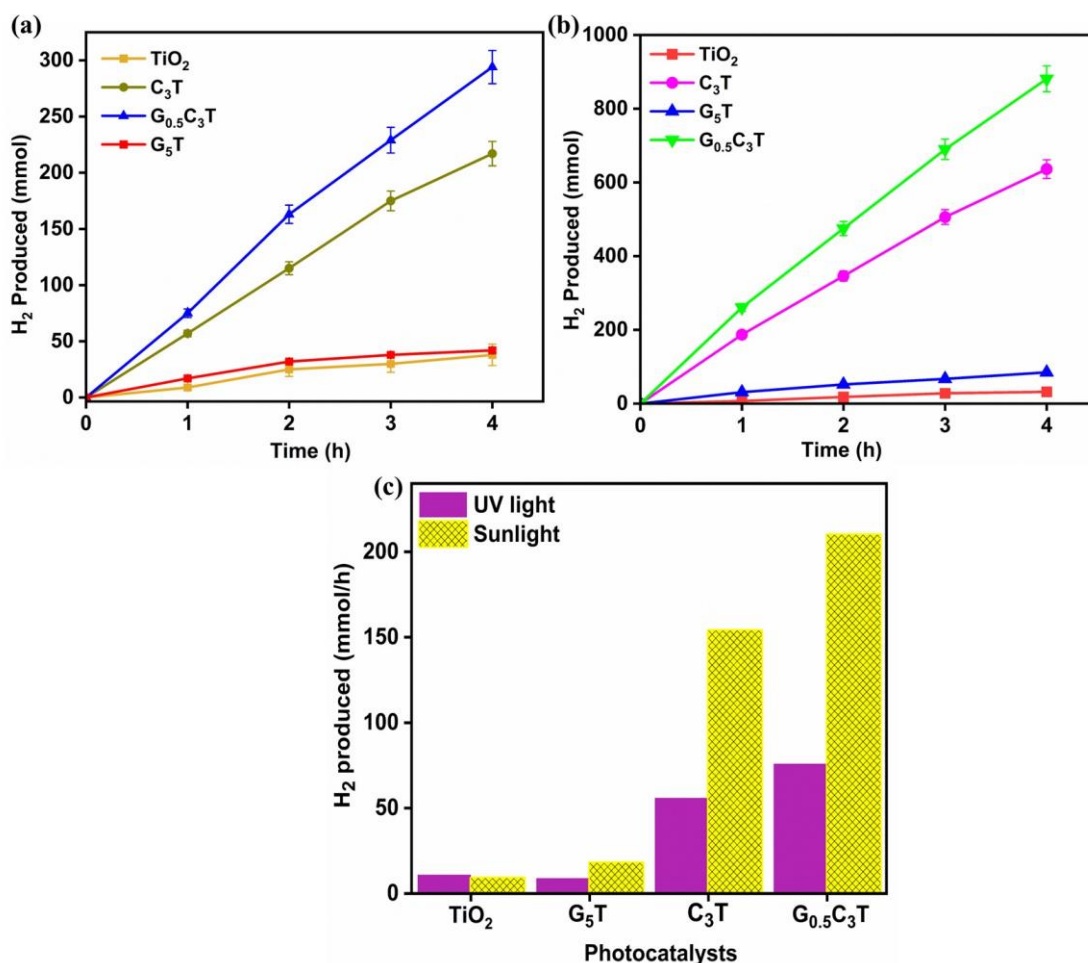 (a)
TiO₂
C₃T
G₀.₅C₃T
G₅T
300
250
200
150
100
50
0
H₂ Produced (mmol)
0 1 2 3 4
Time (h)
(b)
TiO₂
C₃T
G₅T
G₀.₅C₃T
1000
800
600
400
200
0
H₂ Produced (mmol)
0 1 2 3 4
Time (h)
(c)
UV light
Sunlight
200
150
100
50
0
H₂ produced (mmol/h)
TiO₂ G₅T C₃T G₀.₅C₃T
Photocatalysts